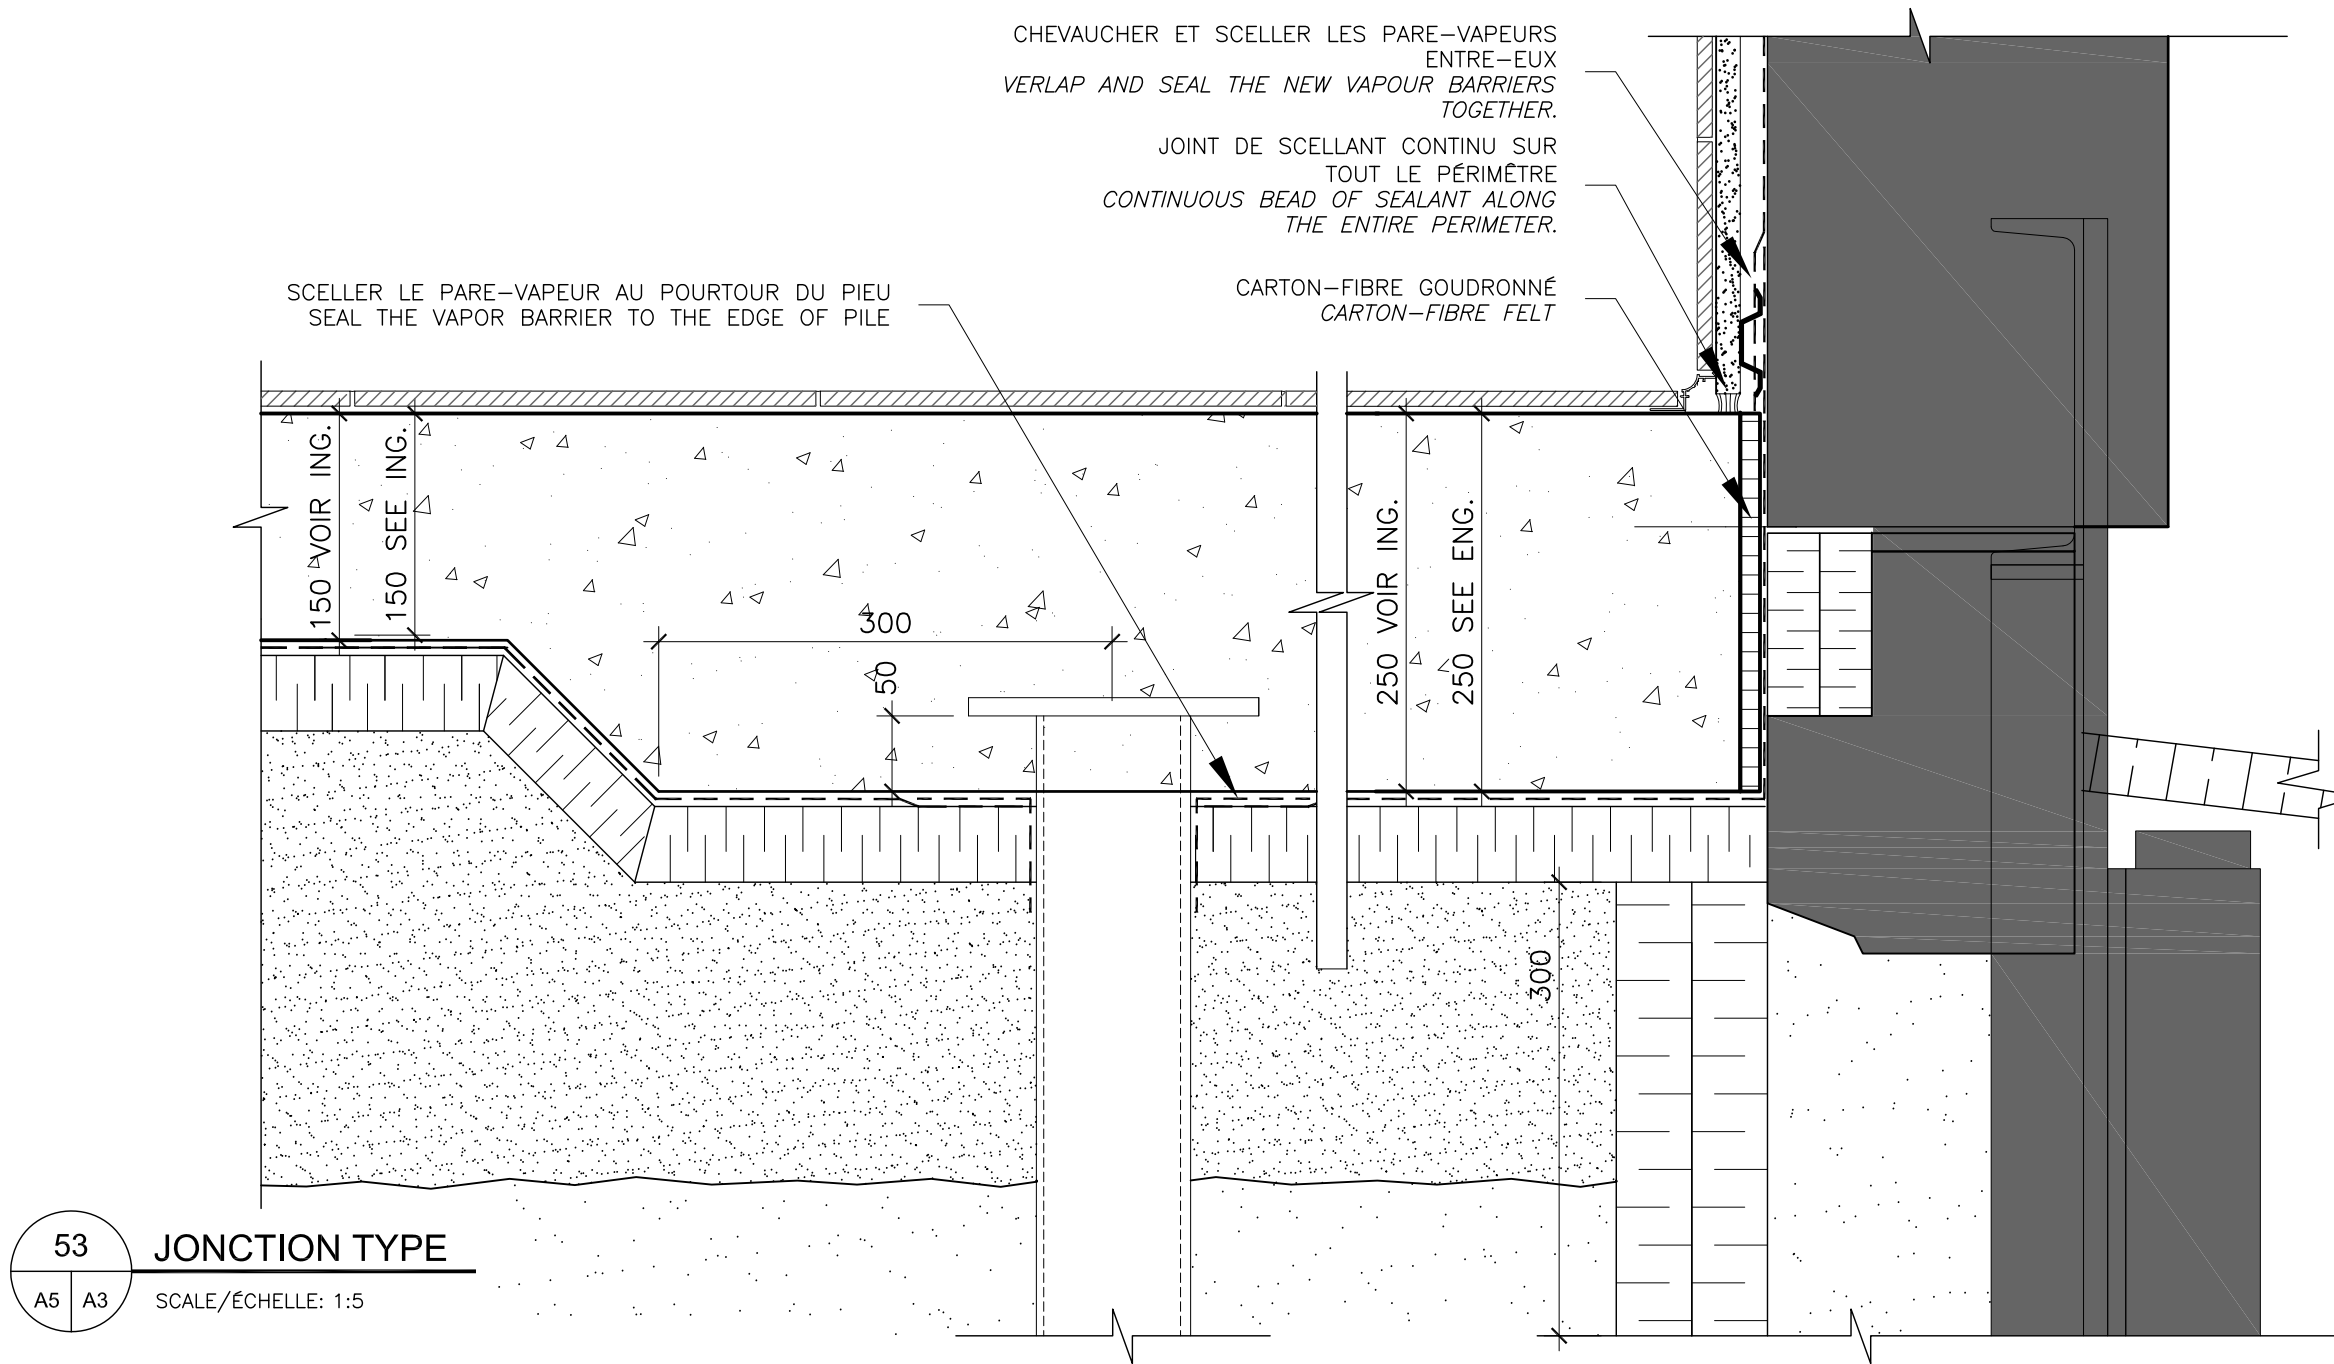 CHEVAUCHER ET SCELLER LES PARE-VAPEURS
ENTRE-EUX
VERLAP AND SEAL THE NEW VAPOUR BARRIERS
TOGETHER.
JOINT DE SCELLANT CONTINU SUR
TOUT LE PÉRIMÊTRE
CONTINUOUS BEAD OF SEALANT ALONG
THE ENTIRE PERIMETER.
CARTON-FIBRE GOUDRONNÉ
CARTON-FIBRE FELT
SCELLER LE PARE-VAPEUR AU POURTOUR DU PIEU
SEAL THE VAPOR BARRIER TO THE EDGE OF PILE
150 VOIR ING.
150 SEE ING.
300
50
250 VOIR ING.
250 SEE ENG.
300
53
A5 A3
JONCTION TYPE
SCALE/ÉCHELLE: 1:5